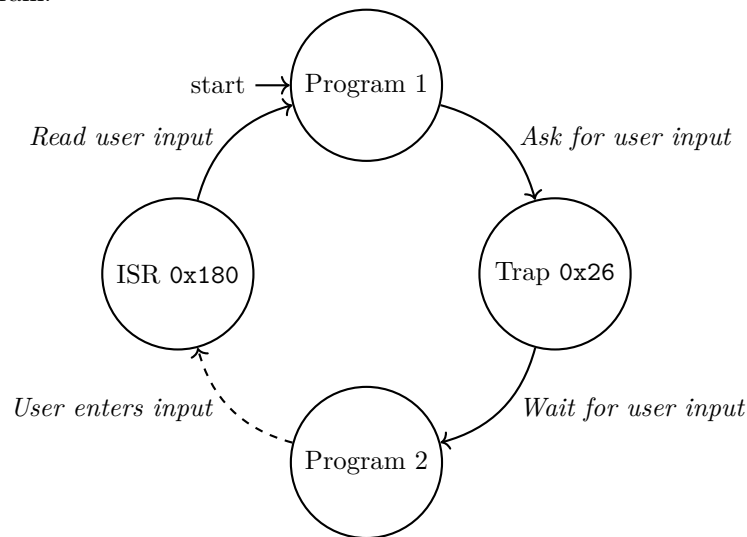 start
Program 1
Read user input
Ask for user input
ISR 0x180
Trap 0x26
User enters input
Wait for user input
Program 2